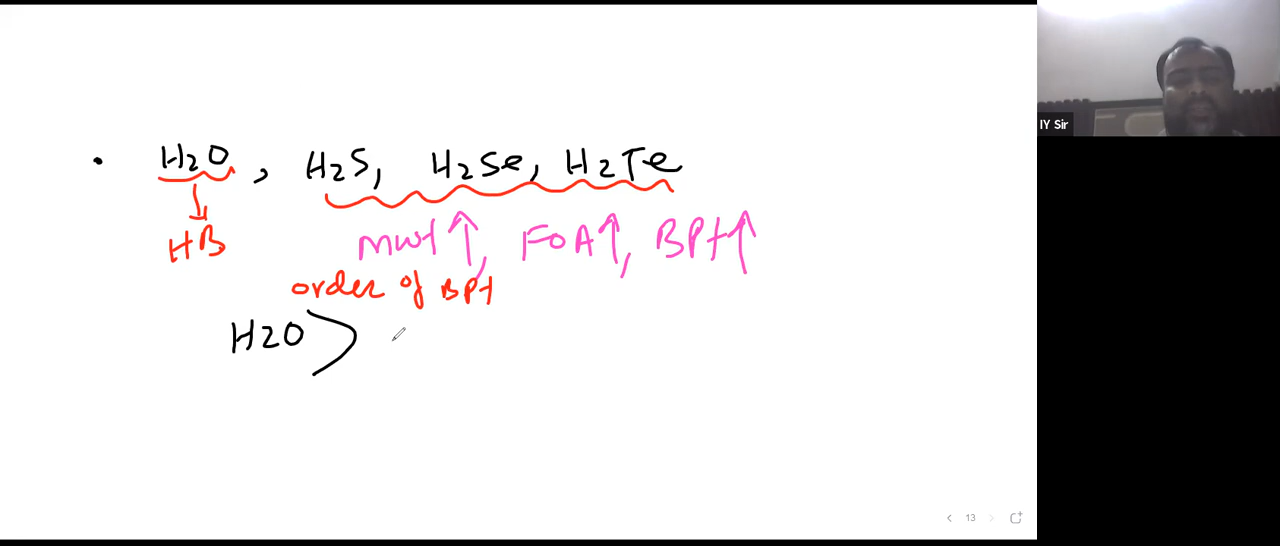 • H2O, H2S, H2Se, H2Te
HB
mwt ↑, FOA ↑, BPt ↑
order of BPt
H2O >
IY Sir
13